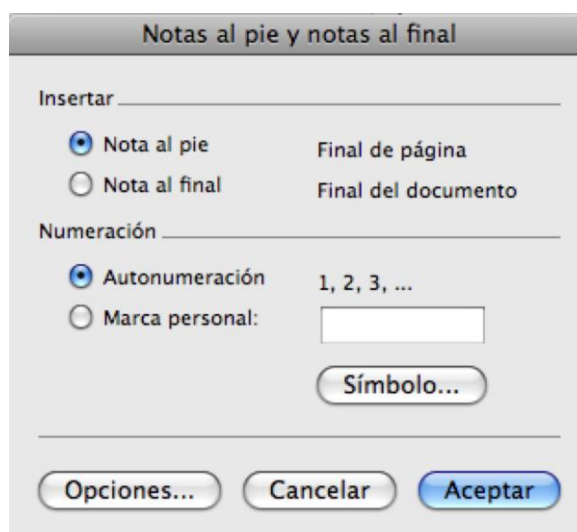 Notas al pie y notas al final
Insertar
Nota al pie Final de página
Nota al final Final del documento
Numeración
Autonumeración 1, 2, 3, ...
Marca personal:
Símbolo...
Opciones... Cancelar Aceptar